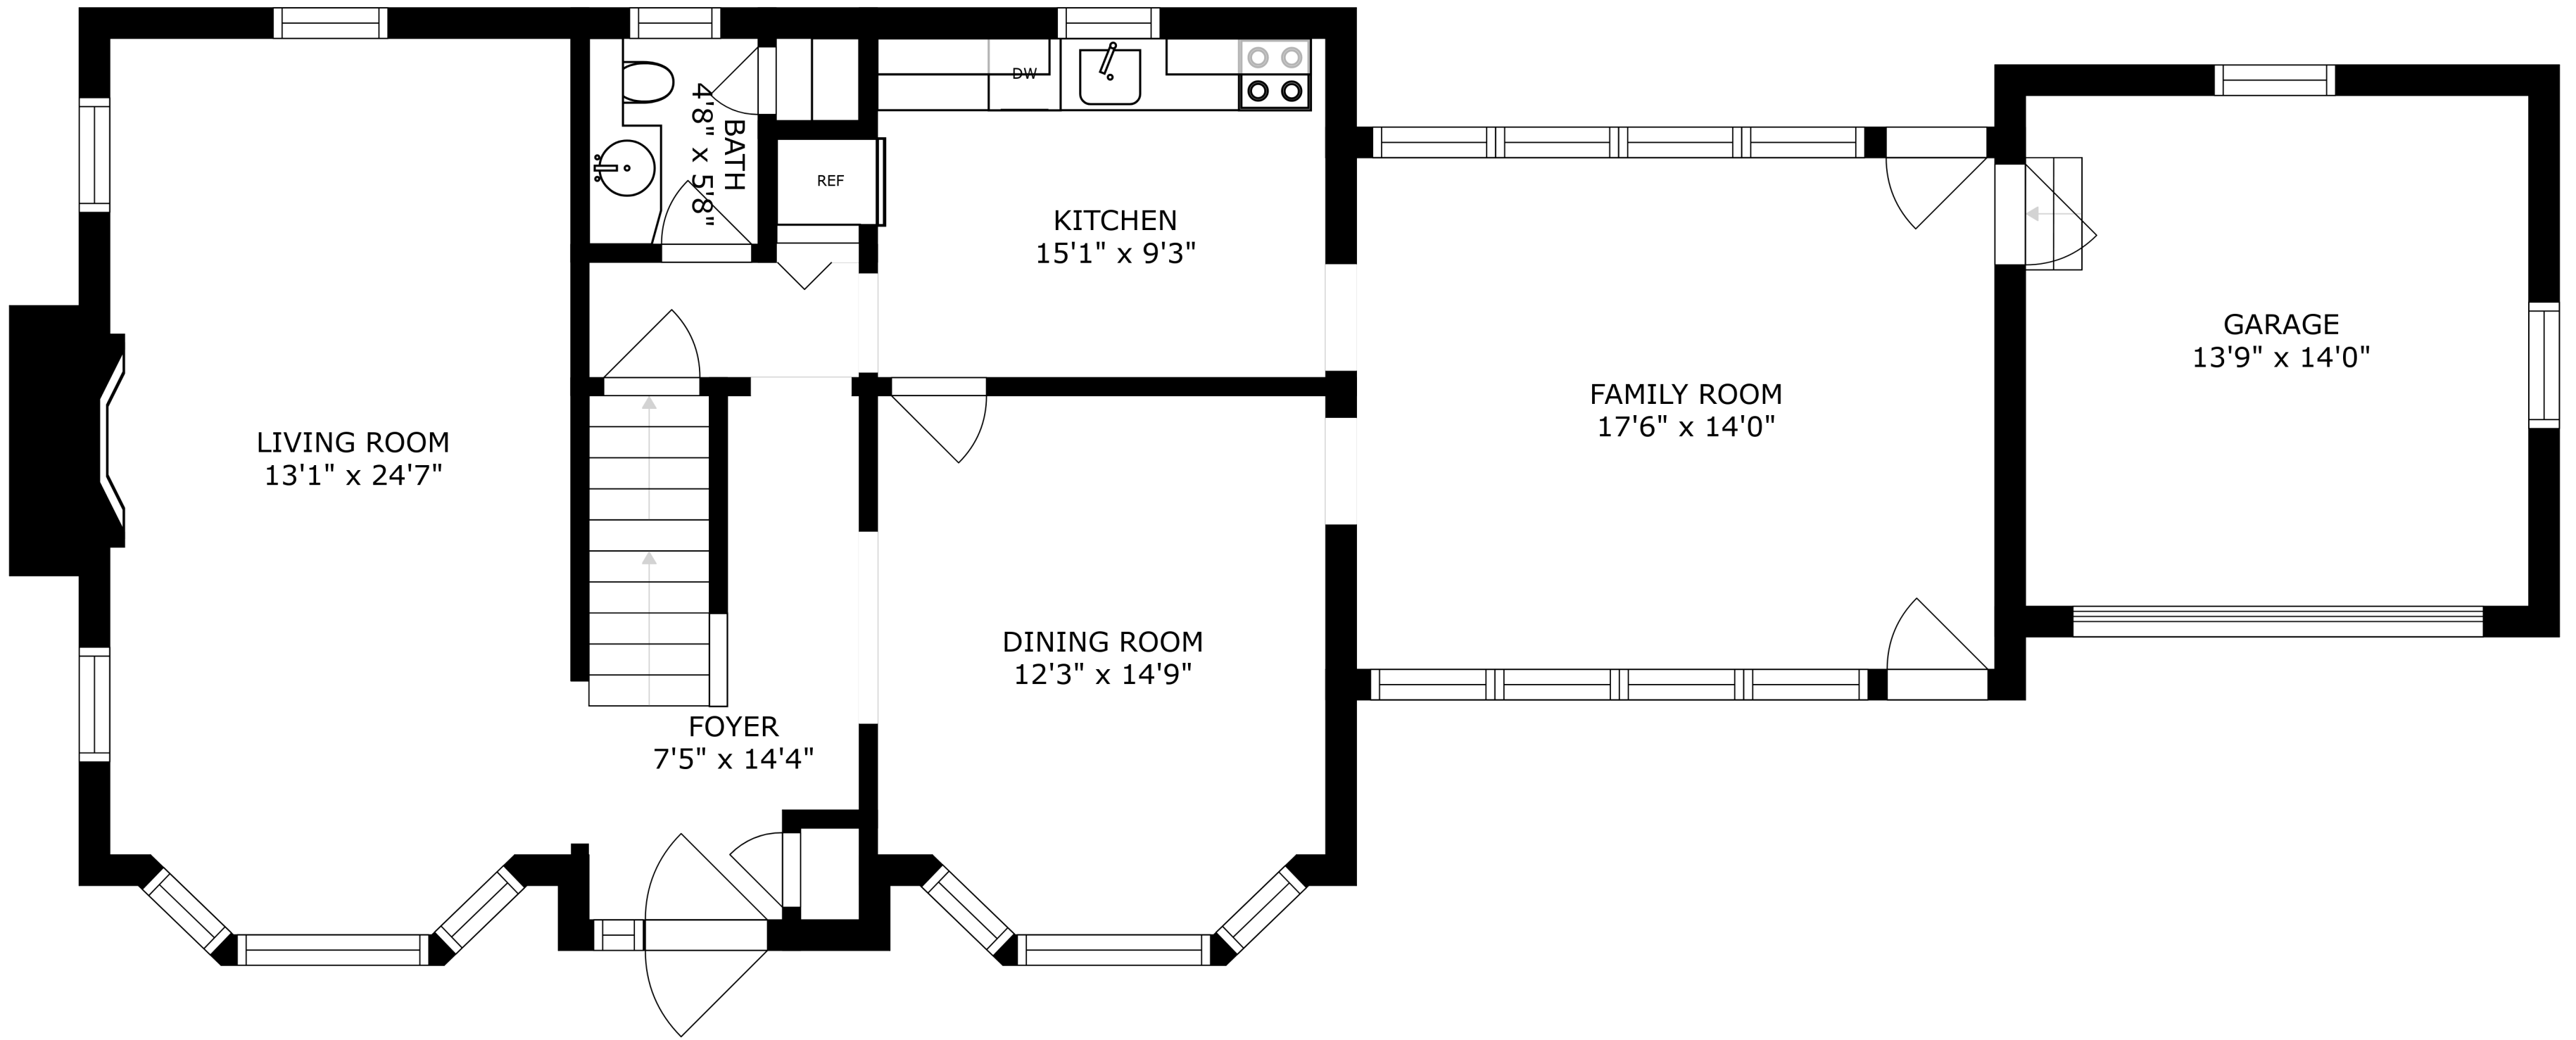 DW
BATH
4'8" x 5'8"
REF
KITCHEN
15'1" x 9'3"
GARAGE
13'9" x 14'0"
FAMILY ROOM
17'6" x 14'0"
LIVING ROOM
13'1" x 24'7"
DINING ROOM
12'3" x 14'9"
FOYER
7'5" x 14'4"